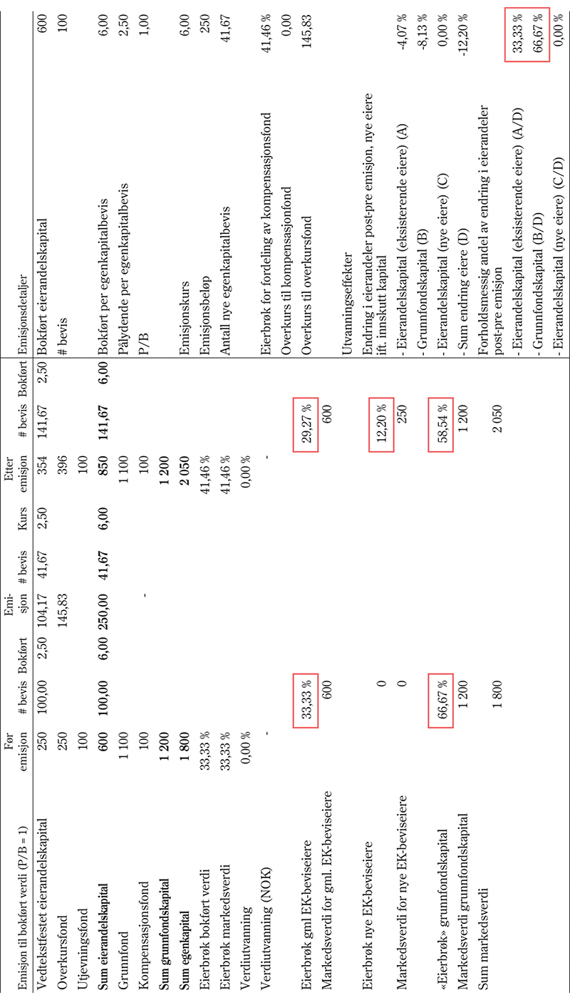 Emisjon til bokført verdi (P/B = 1) Før emisjon # bevis Bokført Emi-sjon # bevis Kurs Etter emisjon # bevis Bokført Emisjonsdetaljer
Vedtekstfestet eierandelskapital 250 100,00 2,50 104,17 41,67 2,50 354 141,67 2,50 Bokført eierandelskapital 600
Overkursfond 250 145,83 396 # bevis 100
Utjevningsfond 100 100
Sum eierandelskapital 600 100,00 6,00 250,00 41,67 6,00 850 141,67 6,00 Bokført per egenkapitalbevis 6,00
Grunnfond 1 100 1 100 Pålydende per egenkapitalbevis 2,50
Kompensasjonsfond 100 - 100 P/B 1,00
Sum grunnfondskapital 1 200 1 200
Sum egenkapital 1 800 2 050 Emisjonskurs 6,00
Eierbrøk bokført verdi 33,33 % 41,46 % Emisjonsbeløp 250
Eierbrøk markedsverdi 33,33 % 41,46 % Antall nye egenkapitalbevis 41,67
Verdiutvanning 0,00 % 0,00 %
Verdiutvanning (NOK) - - Eierbrøk for fordeling av kompensasjonsfond 41,46 %
Overkurs til kompensasjonfond 0,00
Eierbrøk gml EK-beviseiere 33,33 % 29,27 % Overkurs til overkursfond 145,83
Markedsverdi for gml. EK-beviseiere 600 600
Utvanningseffekter
Eierbrøk nye EK-beviseiere 0 12,20 % Endring i eierandeler post-pre emisjon, nye eiere
ift. innskutt kapital
Markedsverdi for nye EK-beviseiere 0 250 - Eierandelskapital (eksisterende eiere) (A) -4,07 %
- Grunnfondskapital (B) -8,13 %
«Eierbrøk» grunnfondskapital 66,67 % 58,54 % - Eierandelskapital (nye eiere) (C) 0,00 %
Markedsverdi grunnfondskapital 1 200 1 200 - Sum endring eiere (D) -12,20 %
Sum markedsverdi 1 800 2 050 Forholdsmessig andel av endring i eierandeler
post-pre emisjon
- Eierandelskapital (eksisterende eiere) (A/D) 33,33 %
- Grunnfondskapital (B/D) 66,67 %
- Eierandelskapital (nye eiere) (C/D) 0,00 %